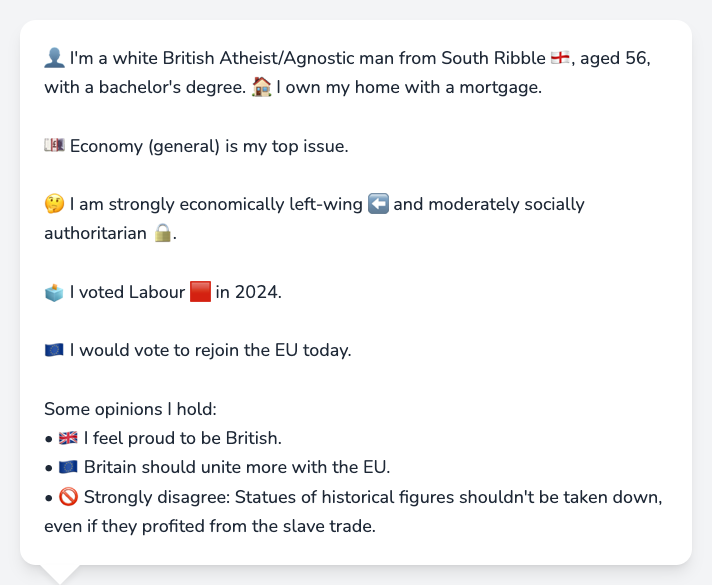 👤 I'm a white British Atheist/Agnostic man from South Ribble 🏴󠁧󠁢󠁥󠁮󠁧󠁿, aged 56,
with a bachelor's degree. 🏠 I own my home with a mortgage.
💷 Economy (general) is my top issue.
🤔 I am strongly economically left-wing ⬅️ and moderately socially
authoritarian 🔒.
🗳️ I voted Labour 🟥 in 2024.
🇪🇺 I would vote to rejoin the EU today.
Some opinions I hold:
• 🇬🇧 I feel proud to be British.
• 🇪🇺 Britain should unite more with the EU.
• 🚫 Strongly disagree: Statues of historical figures shouldn't be taken down,
even if they profited from the slave trade.